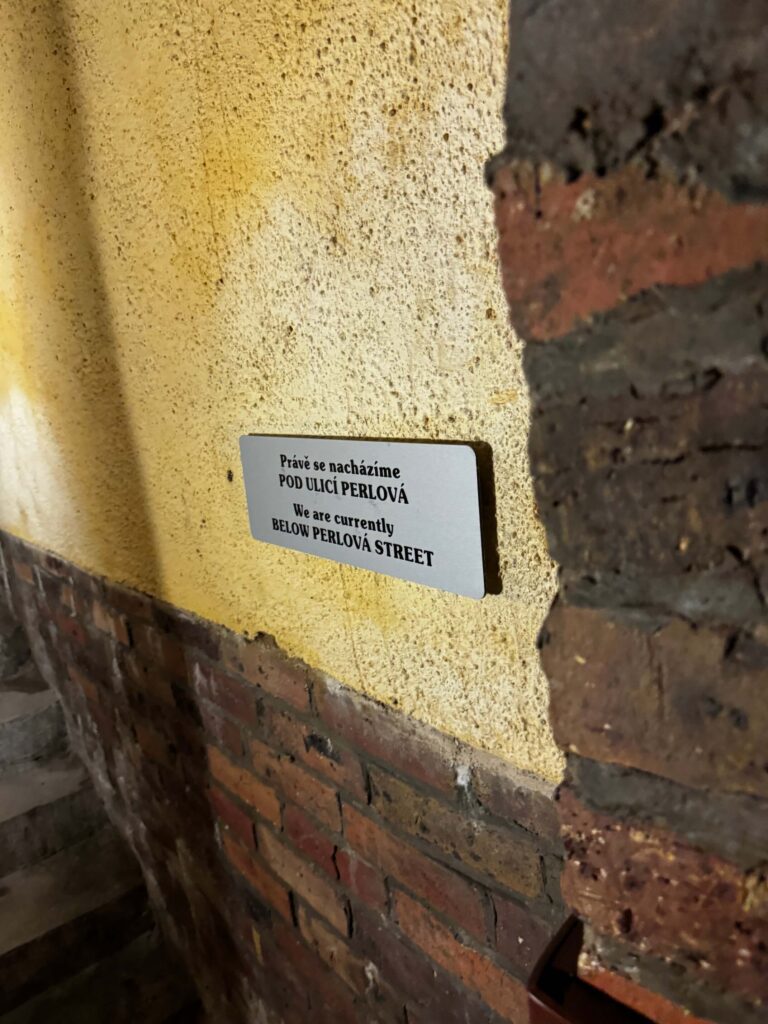 Právě se nacházíme
POD ULICÍ PERLOVÁ
We are currently
BELOW PERLOVÁ STREET